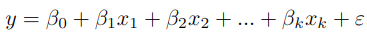 y = β₀ + β₁x₁ + β₂x₂ + ... + βₖxₖ + ε